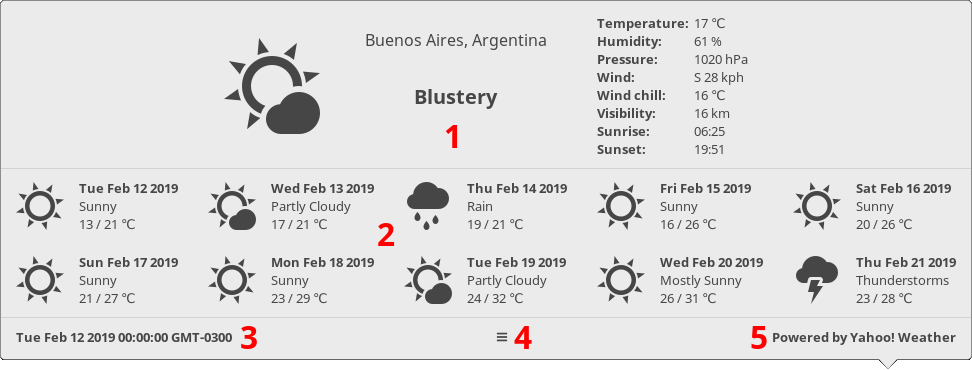 Buenos Aires, Argentina
Blustery
1
Temperature: 17 °C
Humidity: 61 %
Pressure: 1020 hPa
Wind: S 28 kph
Wind chill: 16 °C
Visibility: 16 km
Sunrise: 06:25
Sunset: 19:51
Tue Feb 12 2019
Sunny
13 / 21 °C
Wed Feb 13 2019
Partly Cloudy
17 / 21 °C
2
Thu Feb 14 2019
Rain
19 / 21 °C
Fri Feb 15 2019
Sunny
16 / 26 °C
Sat Feb 16 2019
Sunny
20 / 26 °C
Sun Feb 17 2019
Sunny
21 / 27 °C
Mon Feb 18 2019
Sunny
23 / 29 °C
Tue Feb 19 2019
Partly Cloudy
24 / 32 °C
Wed Feb 20 2019
Mostly Sunny
26 / 31 °C
Thu Feb 21 2019
Thunderstorms
23 / 28 °C
Tue Feb 12 2019 00:00:00 GMT-0300 3
≡ 4
5 Powered by Yahoo! Weather